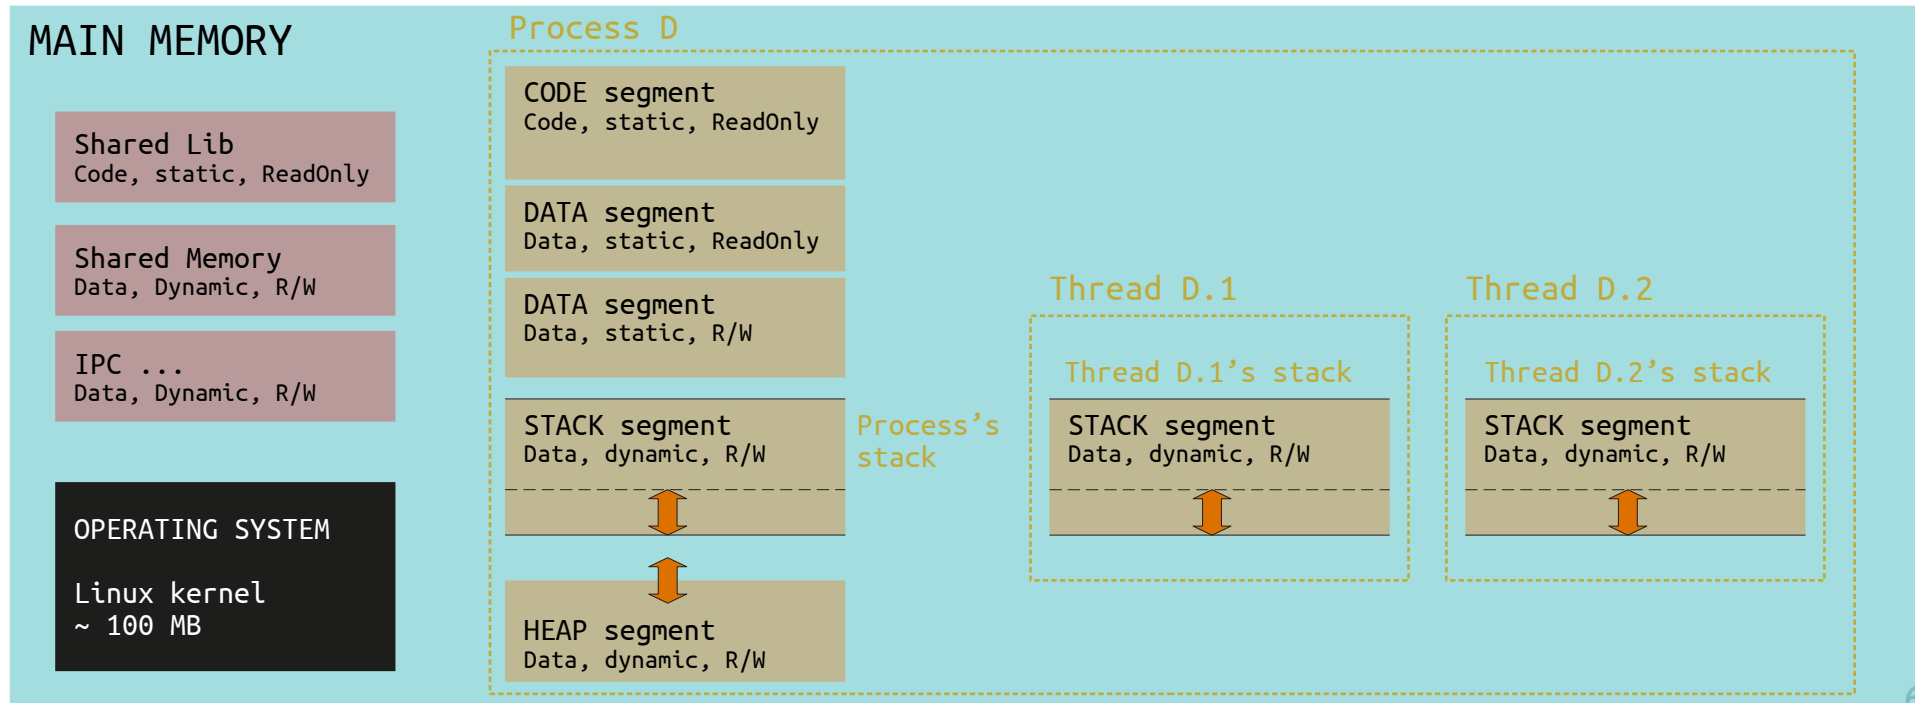 MAIN MEMORY
Shared Lib
Code, static, ReadOnly
Shared Memory
Data, Dynamic, R/W
IPC ...
Data, Dynamic, R/W
OPERATING SYSTEM
Linux kernel
~ 100 MB
Process D
CODE segment
Code, static, ReadOnly
DATA segment
Data, static, ReadOnly
DATA segment
Data, static, R/W
STACK segment
Data, dynamic, R/W
Process’s
stack
HEAP segment
Data, dynamic, R/W
Thread D.1
Thread D.1’s stack
STACK segment
Data, dynamic, R/W
Thread D.2
Thread D.2’s stack
STACK segment
Data, dynamic, R/W